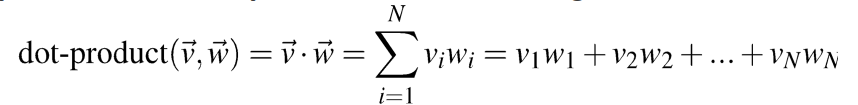 dot-product(v⃗, w⃗) = v⃗ · w⃗ = ∑_{i=1}^{N} v_i w_i = v_1 w_1 + v_2 w_2 + ... + v_N w_N